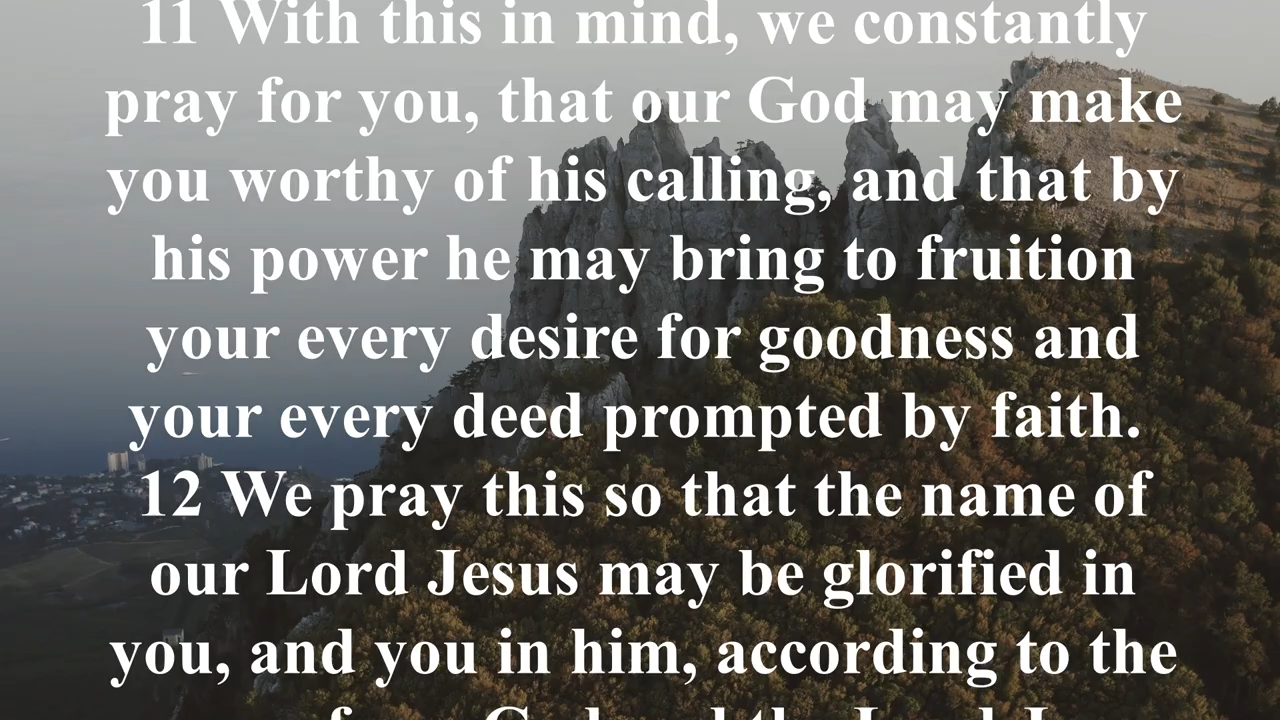 11 With this in mind, we constantly
pray for you, that our God may make
you worthy of his calling, and that by
his power he may bring to fruition
your every desire for goodness and
your every deed prompted by faith.
12 We pray this so that the name of
our Lord Jesus may be glorified in
you, and you in him, according to the